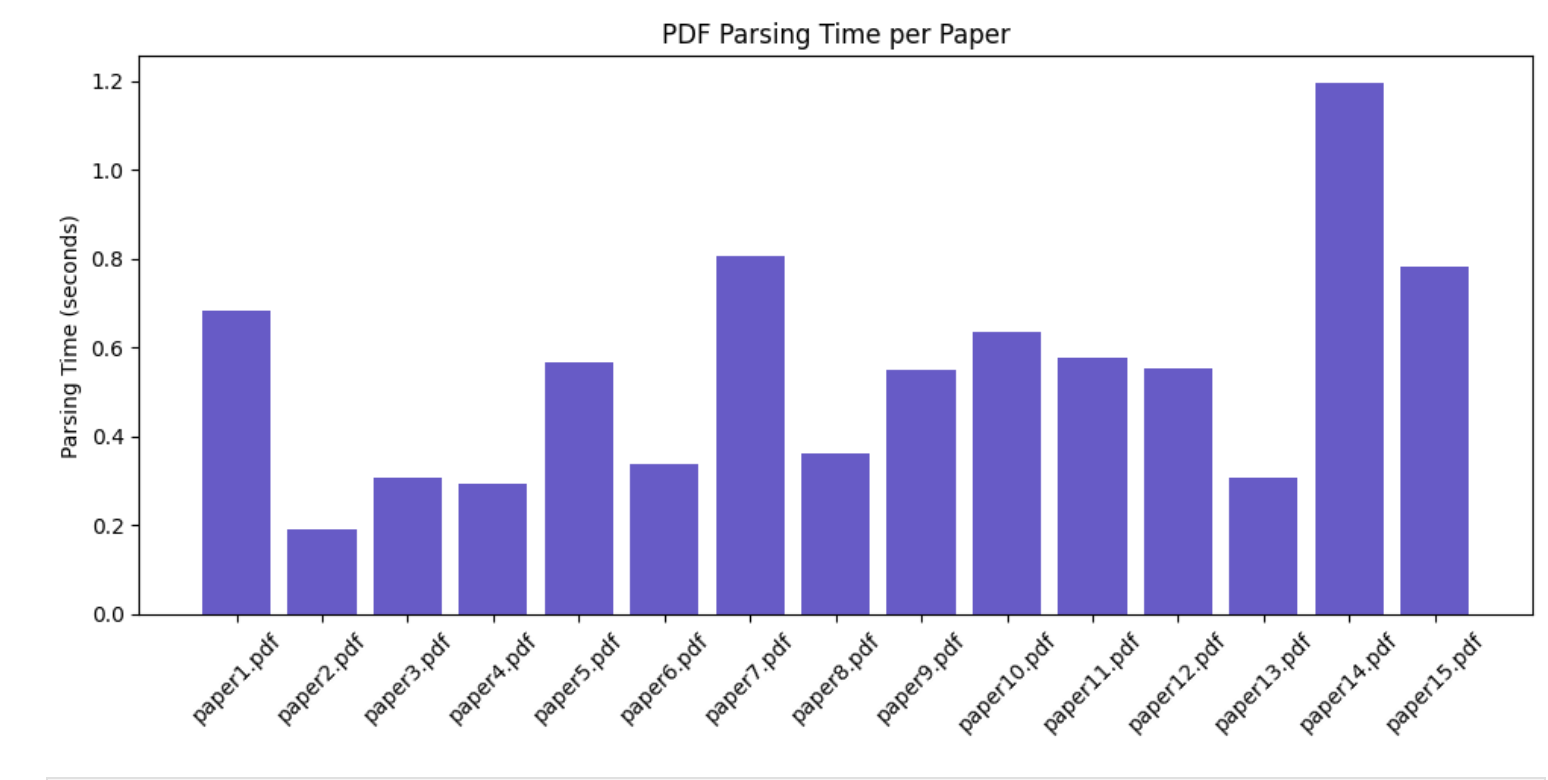 PDF Parsing Time per Paper
1.2
1.0
0.8
0.6
0.4
0.2
0.0
Parsing Time (seconds)
paper1.pdf
paper2.pdf
paper3.pdf
paper4.pdf
paper5.pdf
paper6.pdf
paper7.pdf
paper8.pdf
paper9.pdf
paper10.pdf
paper11.pdf
paper12.pdf
paper13.pdf
paper14.pdf
paper15.pdf